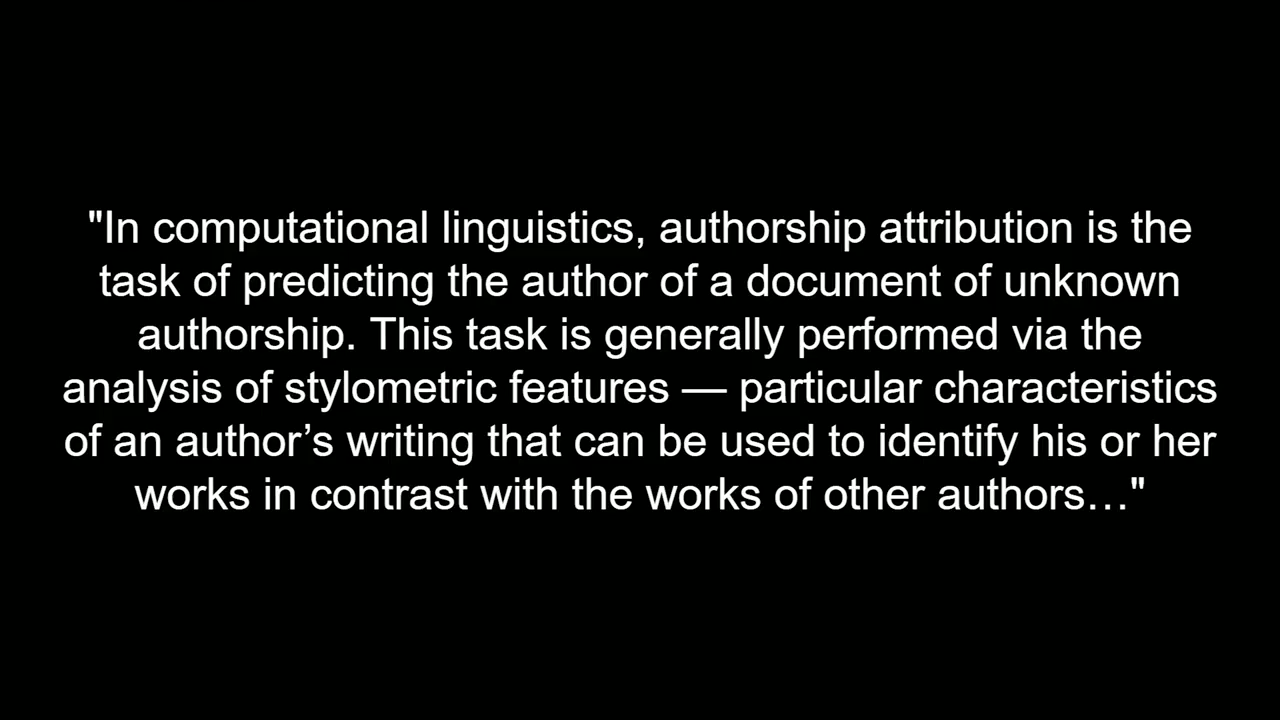 "In computational linguistics, authorship attribution is the
task of predicting the author of a document of unknown
authorship. This task is generally performed via the
analysis of stylometric features — particular characteristics
of an author’s writing that can be used to identify his or her
works in contrast with the works of other authors…"